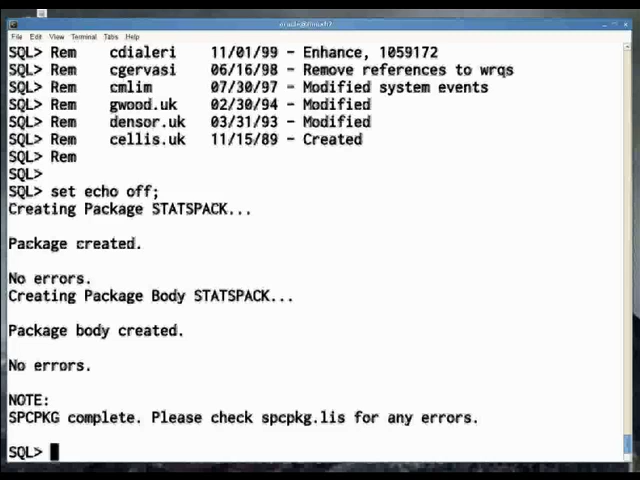 File Edit View Terminal Tabs Help
SQL> Rem    cdialeri    11/01/99 - Enhance, 1059172
SQL> Rem    cgervasi    06/16/98 - Remove references to wrqs
SQL> Rem    cmlim       07/30/97 - Modified system events
SQL> Rem    gwood.uk    02/30/94 - Modified
SQL> Rem    densor.uk   03/31/93 - Modified
SQL> Rem    cellis.uk   11/15/89 - Created
SQL> Rem
SQL>
SQL> set echo off;
Creating Package STATSPACK...
Package created.
No errors.
Creating Package Body STATSPACK...
Package body created.
No errors.
NOTE:
SPCPKG complete. Please check spcpkg.lis for any errors.
SQL>